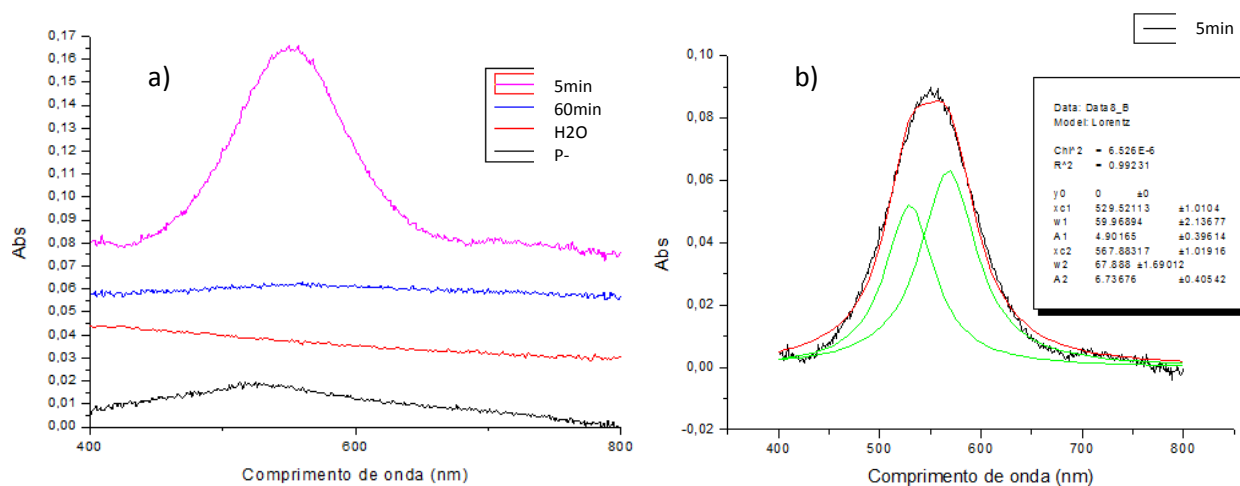 a)
Abs
0,17
0,16
0,15
0,14
0,13
0,12
0,11
0,10
0,09
0,08
0,07
0,06
0,05
0,04
0,03
0,02
0,01
0,00
400
600
800
Comprimento de onda (nm)
5min
60min
H2O
P-
b)
5min
Abs
0,10
0,08
0,06
0,04
0,02
0,00
-0,02
400
500
600
700
800
Comprimento de onda (nm)
Data: Data8_B
Model: Lorentz
Chi^2 = 6.526E-6
R^2 = 0.99231
y0 0 ±0
xc1 529.52113 ±1.0104
w1 59.96894 ±2.13677
A1 4.90165 ±0.39614
xc2 567.88317 ±1.01916
w2 67.888 ±1.69012
A2 6.73676 ±0.40542